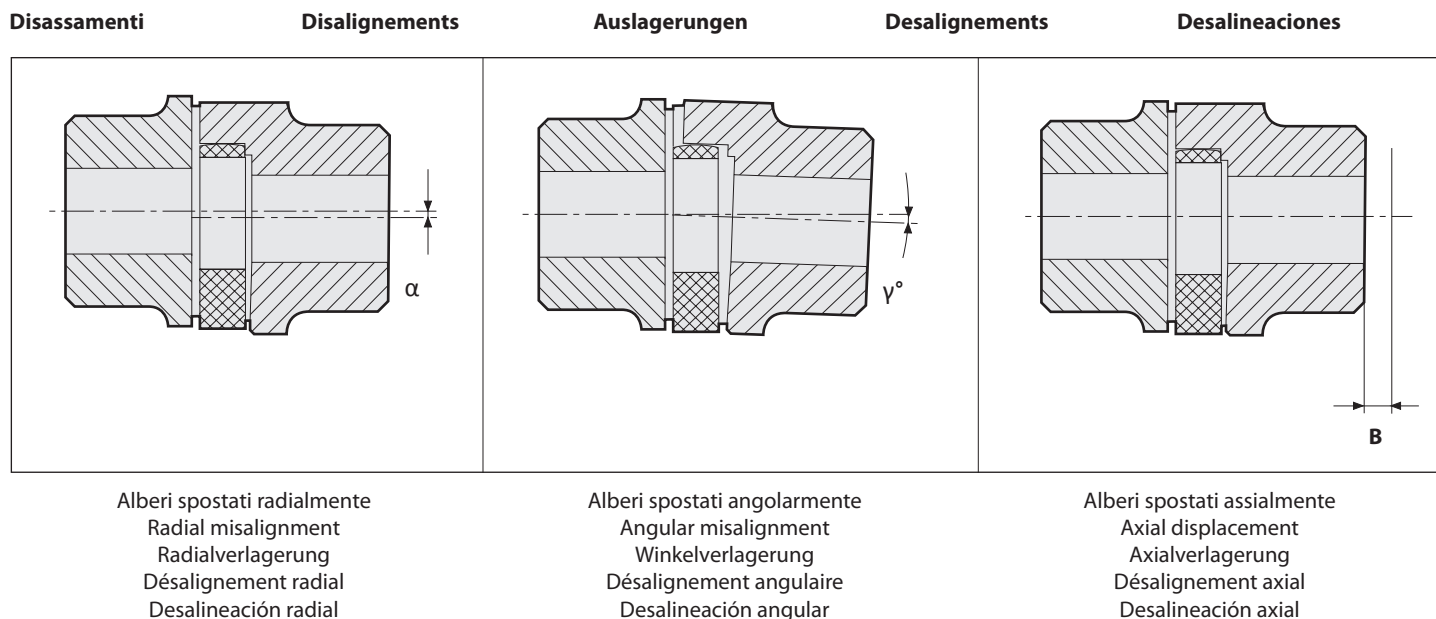 Disassamenti Disalignements Auslagerungen Desalignements Desalineaciones
α
γ°
B
Alberi spostati radialmente
Radial misalignment
Radialverlagerung
Désalignement radial
Desalineación radial
Alberi spostati angolarmente
Angular misalignment
Winkelverlagerung
Désalignement angulaire
Desalineación angular
Alberi spostati assialmente
Axial displacement
Axialverlagerung
Désalignement axial
Desalineación axial